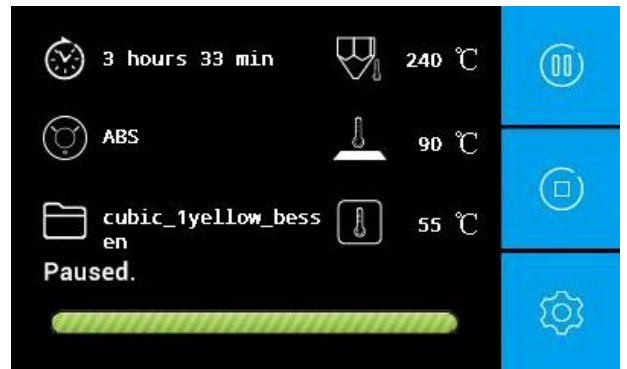 3 hours 33 min
240 ℃
ABS
90 ℃
cubic_1yellow_bess
en
55 ℃
Paused.